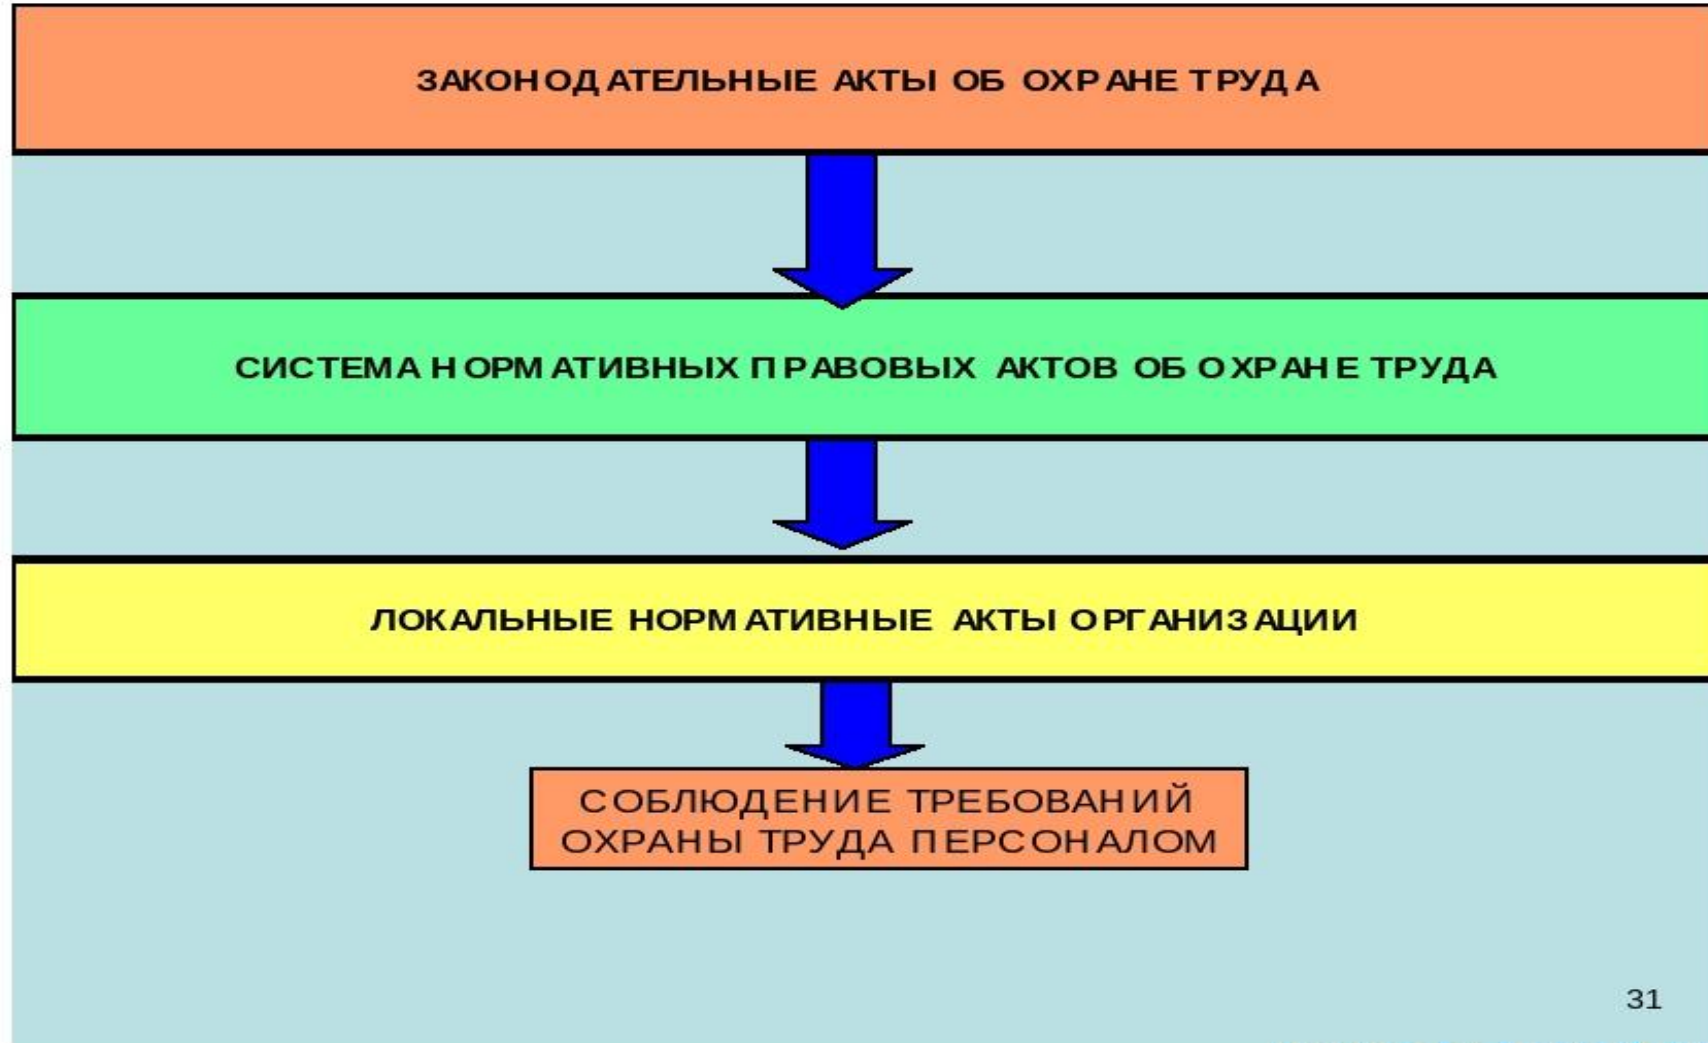 ЗАКОНОДАТЕЛЬНЫЕ АКТЫ ОБ ОХРАНЕ ТРУДА
СИСТЕМА НОРМАТИВНЫХ ПРАВОВЫХ АКТОВ ОБ ОХРАНЕ ТРУДА
ЛОКАЛЬНЫЕ НОРМАТИВНЫЕ АКТЫ ОРГАНИЗАЦИИ
СОБЛЮДЕНИЕ ТРЕБОВАНИЙ
ОХРАНЫ ТРУДА ПЕРСОНАЛОМ
31